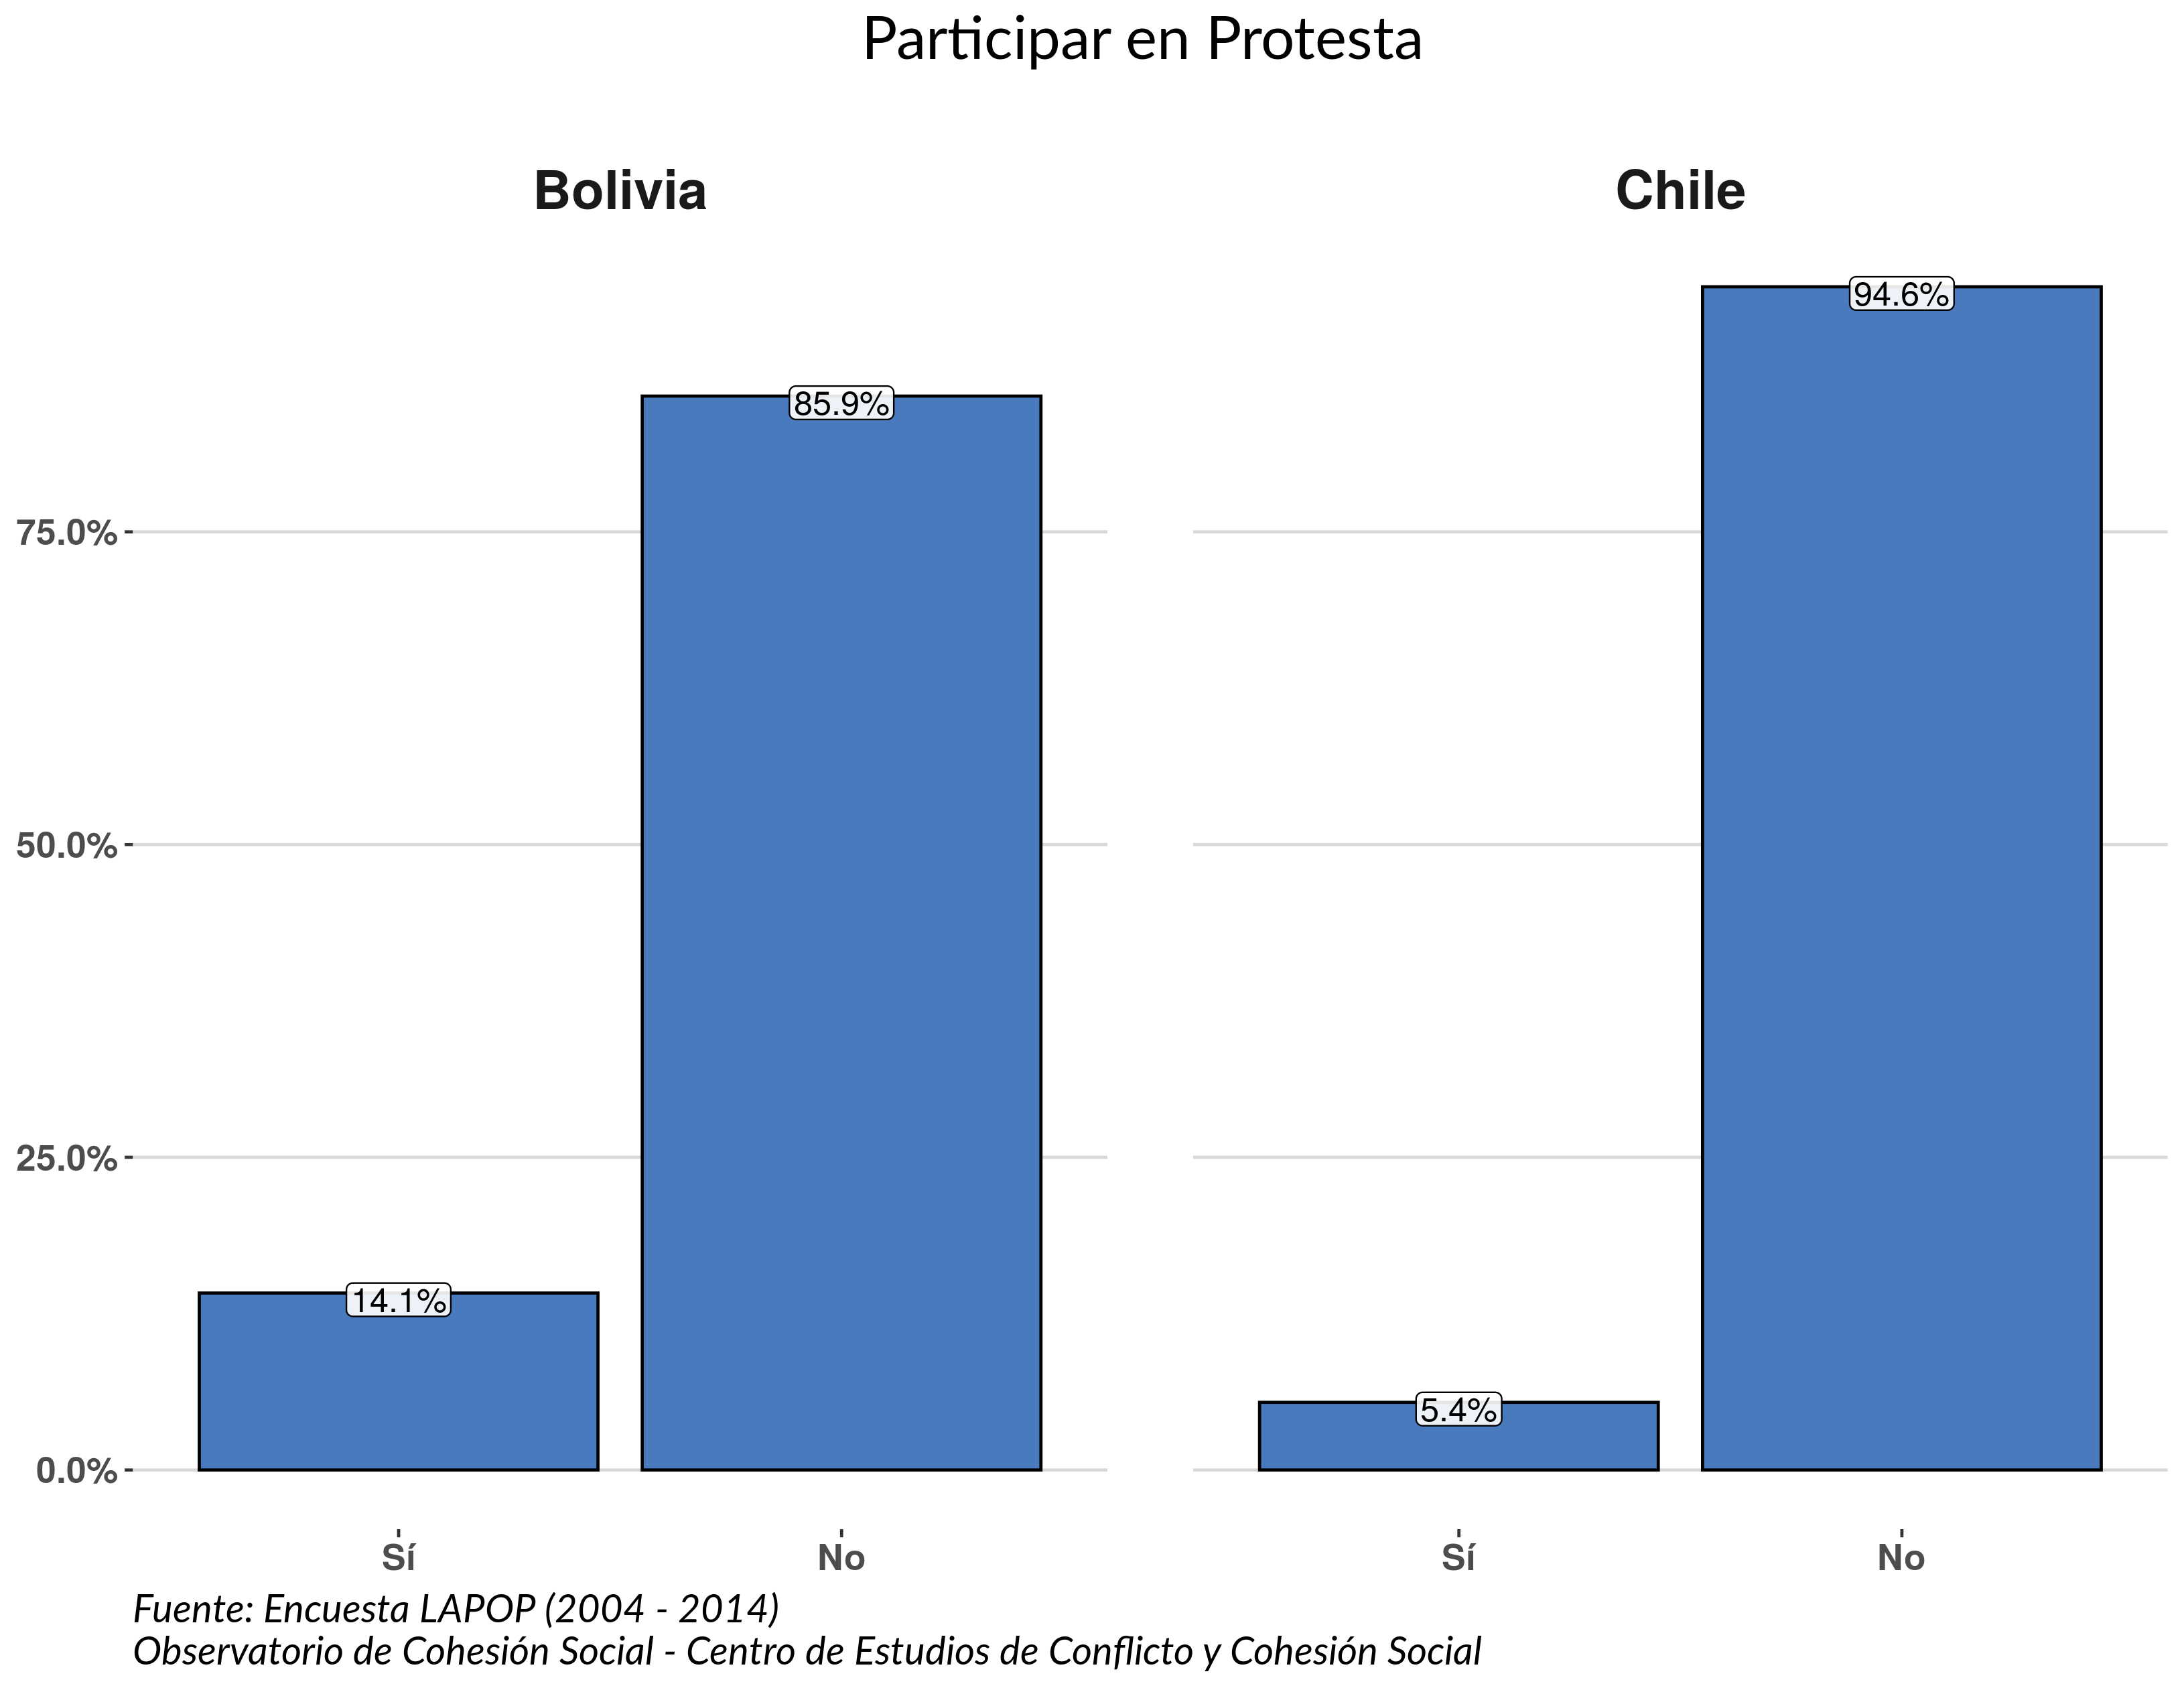 Participar en Protesta
Bolivia
Chile
94.6%
85.9%
75.0%
50.0%
25.0%
14.1%
5.4%
0.0%
Sí
No
Sí
No
Fuente: Encuesta LAPOP (2004 - 2014)
Observatorio de Cohesión Social - Centro de Estudios de Conflicto y Cohesión Social